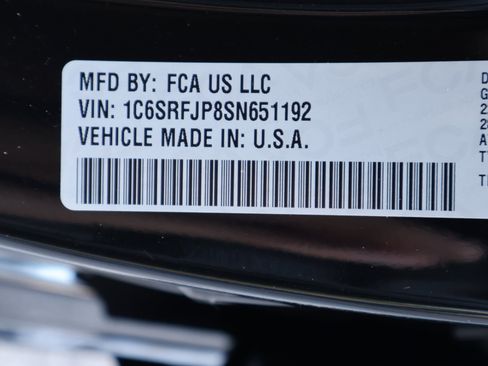 MFD BY: FCA US LLC
VIN: 1C6SRFJP8SN651192
VEHICLE MADE IN: U.S.A.